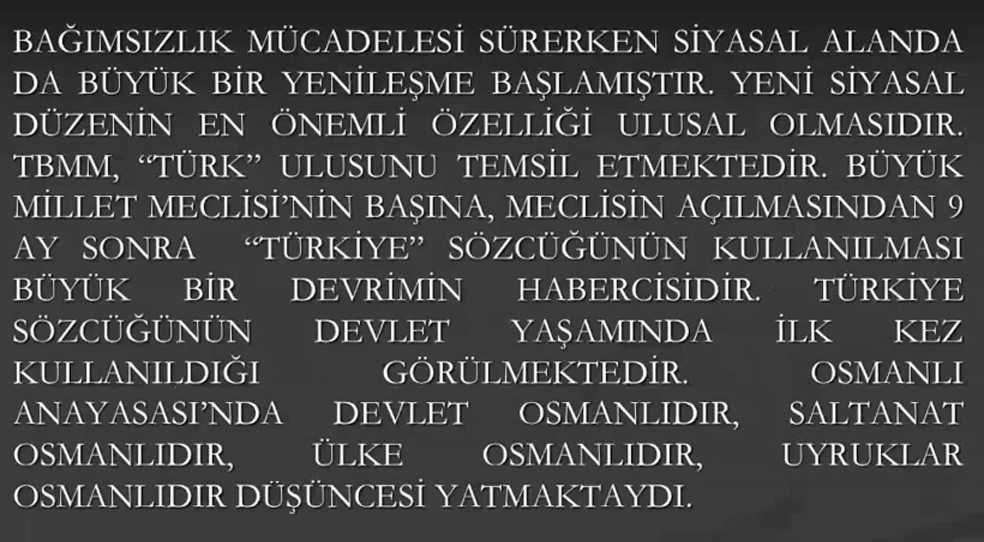 BAĞIMSIZLIK MÜCADELESİ SÜRERKEN SİYASAL ALANDA
DA BÜYÜK BİR YENİLEŞME BAŞLAMIŞTIR. YENİ SİYASAL
DÜZENİN EN ÖNEMLİ ÖZELLİĞİ ULUSAL OLMASIDIR.
TBMM, “TÜRK” ULUSUNU TEMSİL ETMEKTEDİR. BÜYÜK
MİLLET MECLİSİ’NİN BAŞINA, MECLİSİN AÇILMASINDAN 9
AY SONRA “TÜRKİYE” SÖZCÜĞÜNÜN KULLANILMASI
BÜYÜK BİR DEVRİMİN HABERCİSİDİR. TÜRKİYE
SÖZCÜĞÜNÜN DEVLET YAŞAMINDA İLK KEZ
KULLANILDIĞI GÖRÜLMEKTEDİR. OSMANLI
ANAYASASI’NDA DEVLET OSMANLIDIR, SALTANAT
OSMANLIDIR, ÜLKE OSMANLIDIR, UYRUKLAR
OSMANLIDIR DÜŞÜNCESİ YATMAKTAYDI.